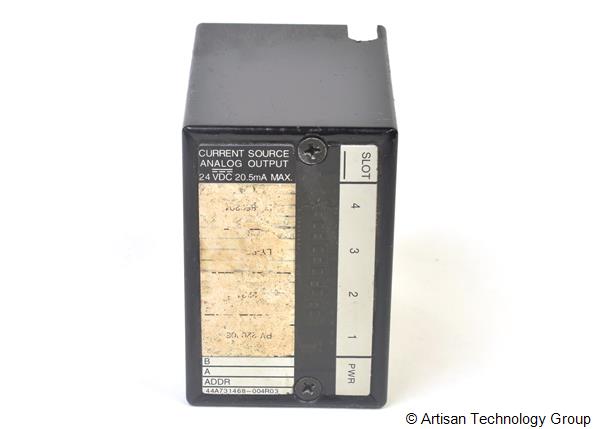 CURRENT SOURCE
ANALOG OUTPUT
24 VDC 20.5mA MAX.
SLOT
4
3
2
1
PWR
B
A
ADDR
44A731468-004R03
© Artisan Technology Group